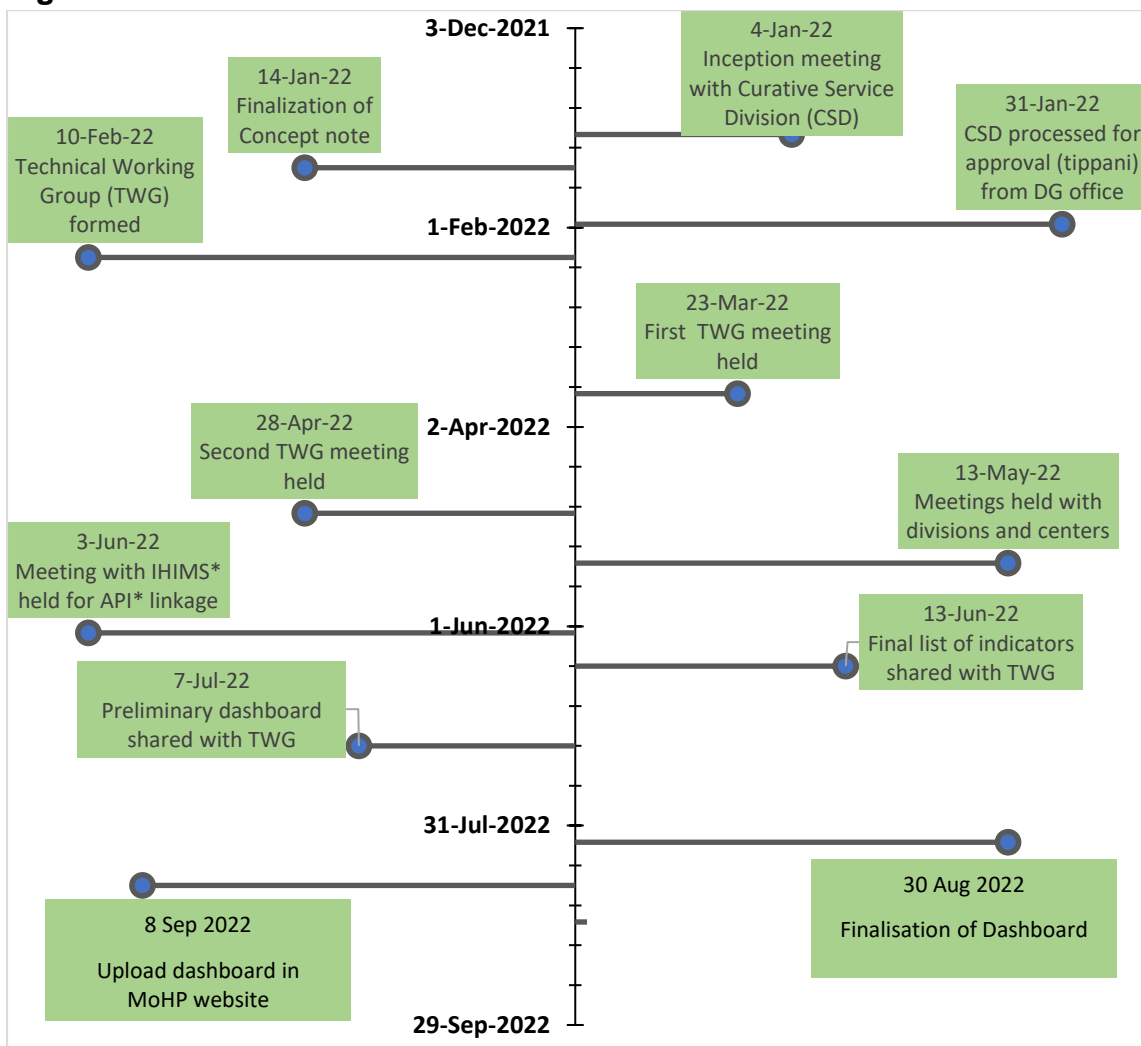 3-Dec-2021
4-Jan-22
Inception meeting
with Curative Service
Division (CSD)
14-Jan-22
Finalization of
Concept note
31-Jan-22
CSD processed for
approval (tippani)
from DG office
10-Feb-22
Technical Working
Group (TWG)
formed
1-Feb-2022
23-Mar-22
First TWG meeting
held
2-Apr-2022
28-Apr-22
Second TWG meeting
held
13-May-22
Meetings held with
divisions and centers
3-Jun-22
Meeting with IHIMS*
held for API* linkage
1-Jun-2022
13-Jun-22
Final list of indicators
shared with TWG
7-Jul-22
Preliminary dashboard
shared with TWG
31-Jul-2022
30 Aug 2022
Finalisation of Dashboard
8 Sep 2022
Upload dashboard in
MoHP website
29-Sep-2022